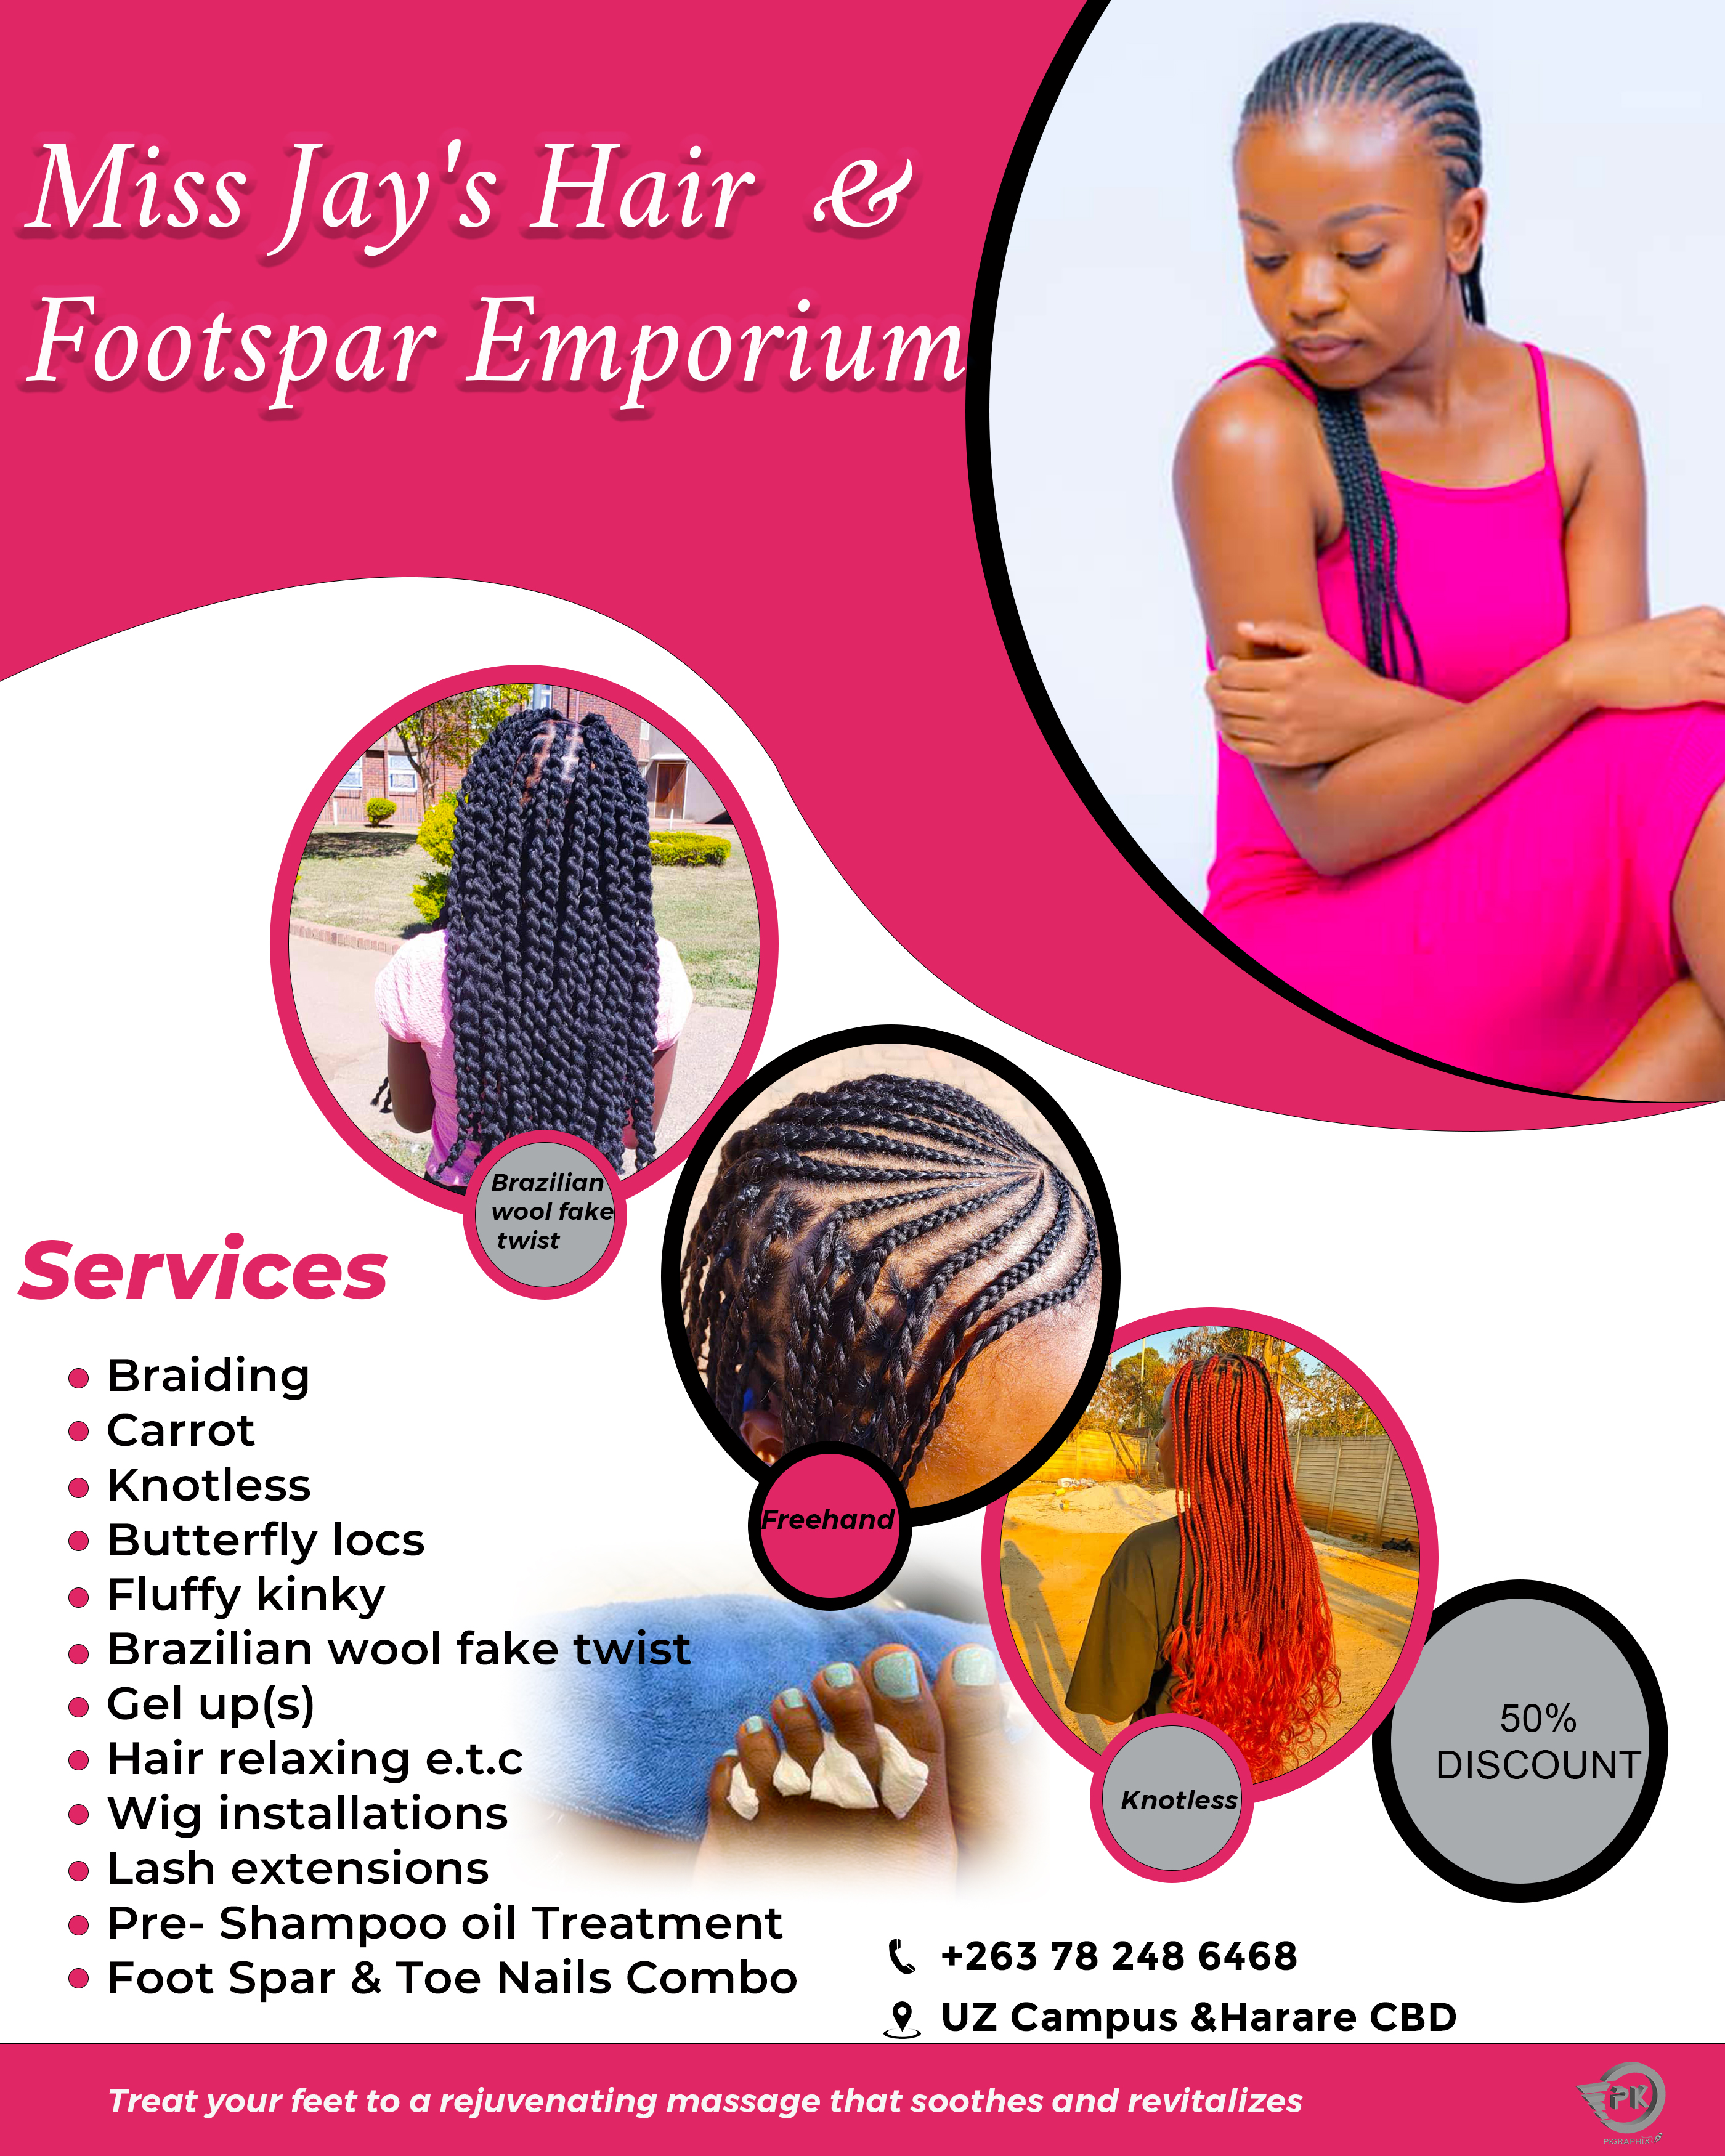 Miss Jay's Hair &
Footspar Emporium
Brazilian
wool fake
twist
Freehand
Knotless
50%
DISCOUNT
Services
Braiding
Carrot
Knotless
Butterfly locs
Fluffy kinky
Brazilian wool fake twist
Gel up(s)
Hair relaxing e.t.c
Wig installations
Lash extensions
Pre- Shampoo oil Treatment
Foot Spar & Toe Nails Combo
+263 78 248 6468
UZ Campus &Harare CBD
Treat your feet to a rejuvenating massage that soothes and revitalizes
PK
PKGRAPHIX